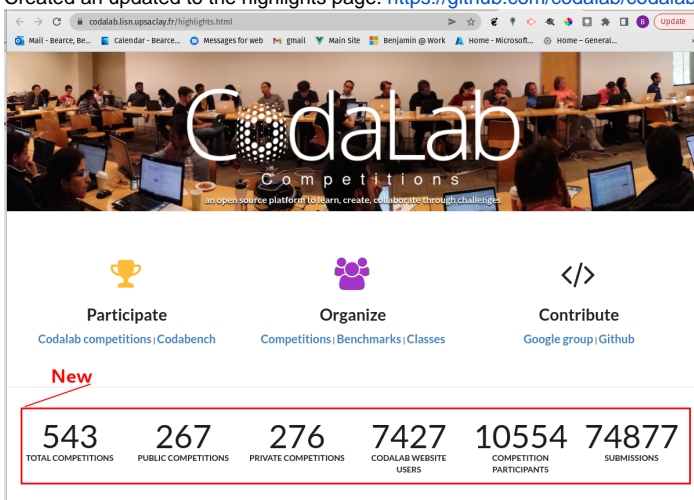 Created an updated to the highlights page. https://github.com/codalab/codalab
codalab.lisn.upsaclay.fr/highlights.html
B
Update
Mail - Bearce, Be...
Calendar - Bearce...
Messages for web
gmail
Main Site
Benjamin @ Work
Home - Microsoft...
Home – General...
CodaLab
Competitions
an open source platform to learn, create, collaborate through challenges
Participate
Organize
</>
Contribute
Codalab competitions | Codabench
Competitions | Benchmarks | Classes
Google group | Github
New
543
267
276
7427
10554
74877
TOTAL COMPETITIONS
PUBLIC COMPETITIONS
PRIVATE COMPETITIONS
CODALAB WEBSITE
USERS
COMPETITION
PARTICIPANTS
SUBMISSIONS